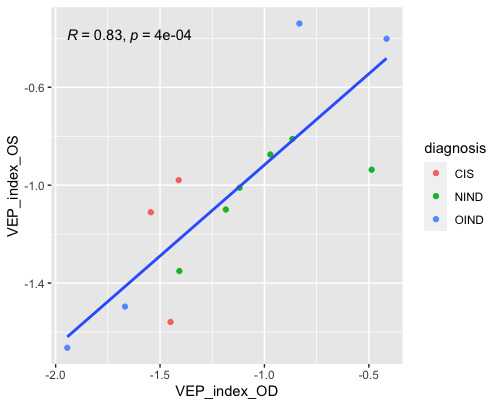 R = 0.83, p = 4e-04
-0.6
-1.0
-1.4
VEP_index_OS
-2.0 -1.5 -1.0 -0.5
VEP_index_OD
diagnosis
CIS
NIND
OIND